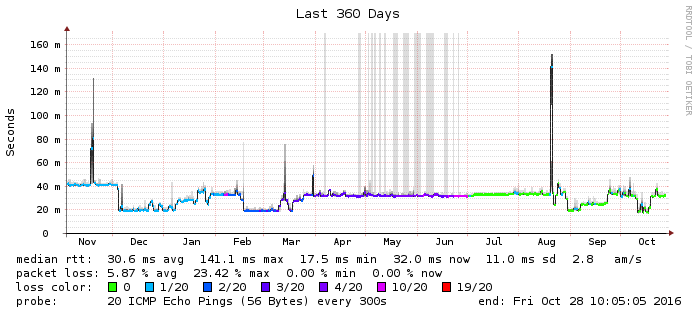 Last 360 Days
RRDTOOL / TOBI OETIKER
Seconds
160 m
140 m
120 m
100 m
80 m
60 m
40 m
20 m
0
Nov Dec Jan Feb Mar Apr May Jun Jul Aug Sep Oct
median rtt: 30.6 ms avg 141.1 ms max 17.5 ms min 32.0 ms now 11.0 ms sd 2.8 am/s
packet loss: 5.87 % avg 23.42 % max 0.00 % min 0.00 % now
loss color: 0 1/20 2/20 3/20 4/20 10/20 19/20
probe: 20 ICMP Echo Pings (56 Bytes) every 300s end: Fri Oct 28 10:05:05 2016